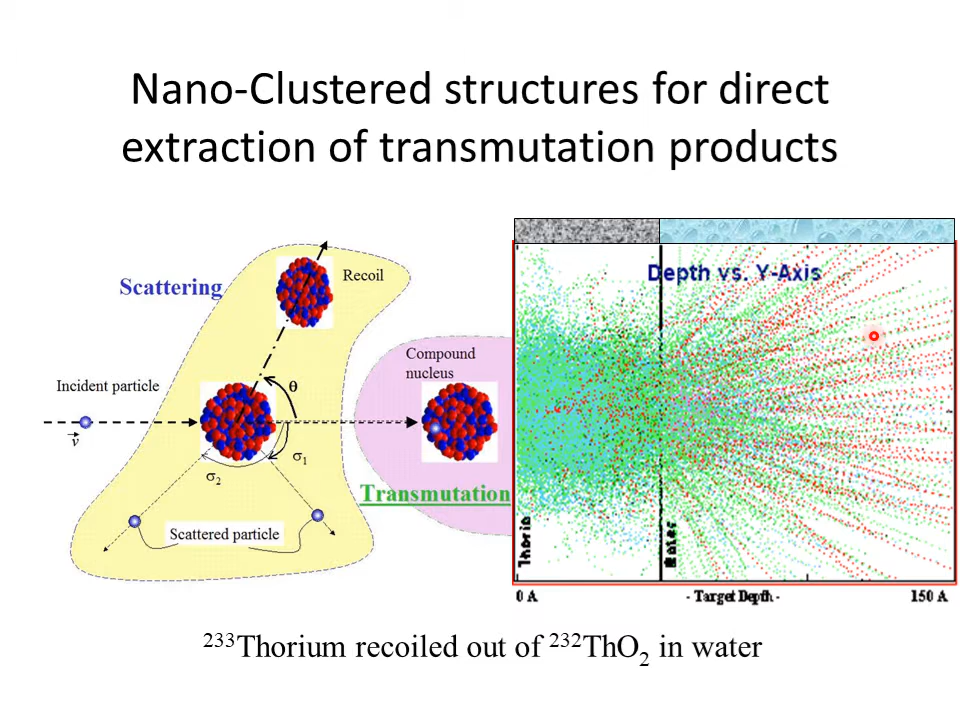 Nano-Clustered structures for direct
extraction of transmutation products
Scattering
Recoil
Incident particle
v
θ
σ1
σ2
Scattered particle
Compound
nucleus
Transmutation
Depth vs. Y-Axis
Thoria
Water
0 A
- Target Depth -
150 A
²³³Thorium recoiled out of ²³²ThO₂ in water